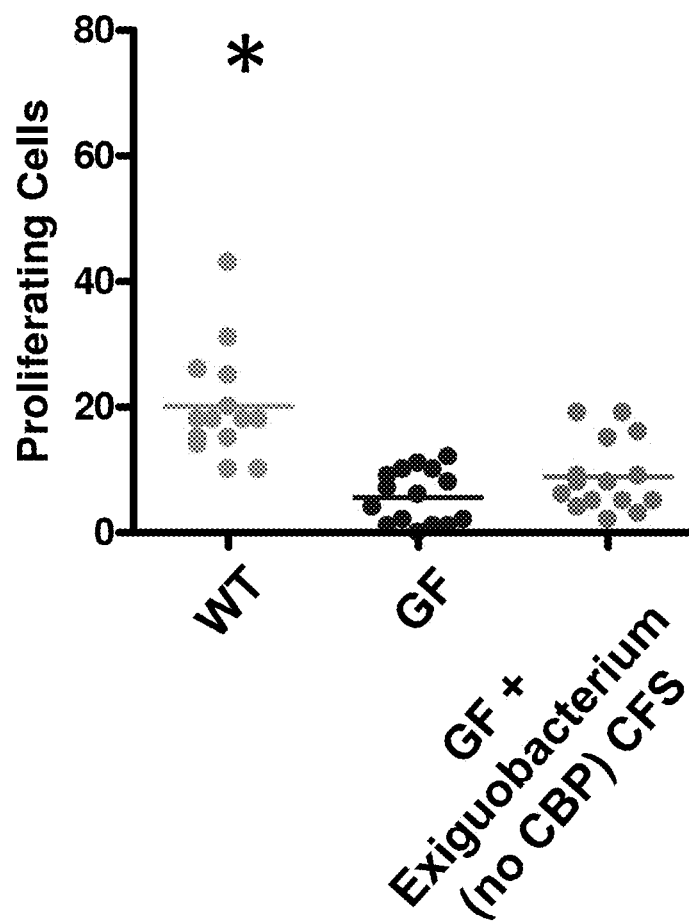 80
*
60
40
20
0
Proliferating Cells
WT
GF
GF +
Exiguobacterium
(no CBP) CFS